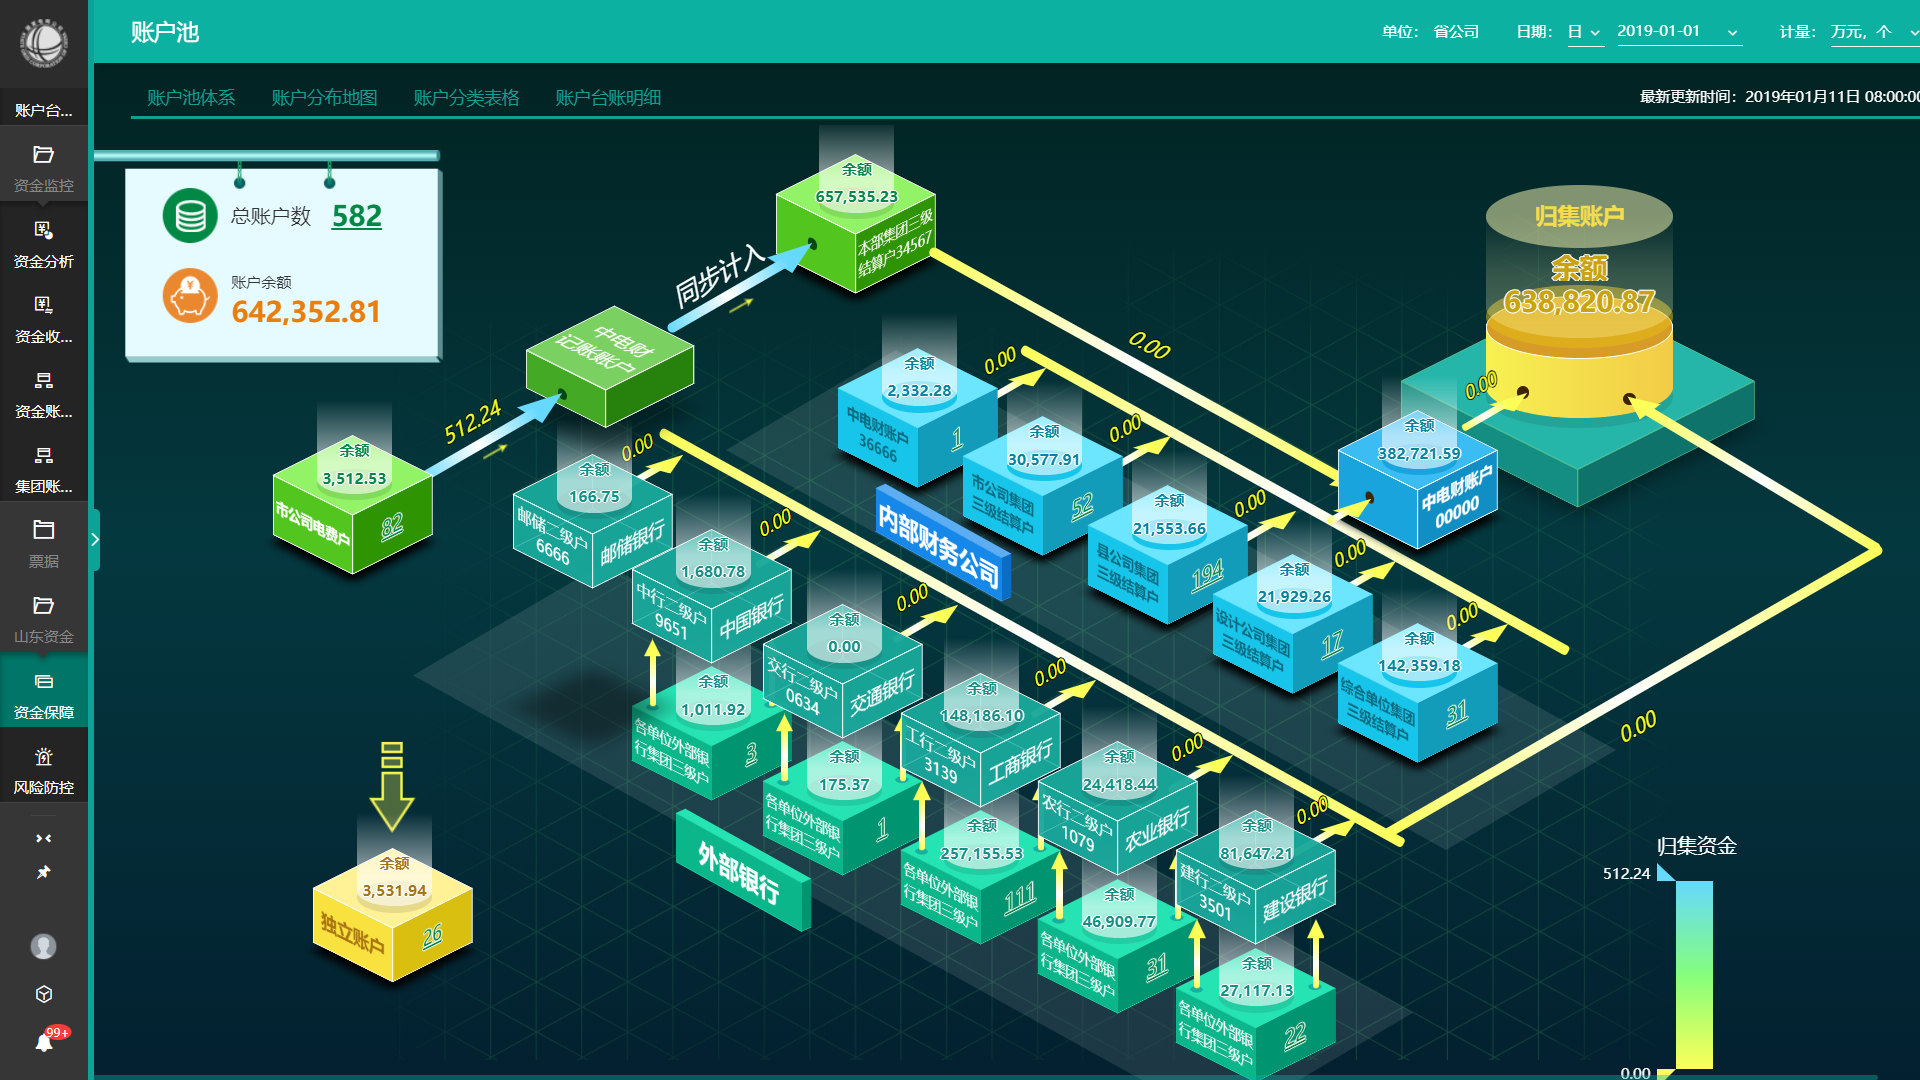 账户池
单位： 省公司
日期： 日 2019-01-01
计量： 万元，个
账户池体系
账户分布地图
账户分类表格
账户台账明细
最新更新时间：2019年01月11日 08:00:00
账户台...
资金监控
资金分析
资金收...
资金账...
集团账...
票据
山东资金
资金保障
风险防控
99+
总账户数 582
账户余额
642,352.81
余额
657,535.23
本部集团三级
结算户34567
同步计入
中电财
记账账户
512.24
余额
3,512.53
市公司电费户
82
归集账户
余额
638,820.87
0.00
0.00
余额
382,721.59
中电财账户
00000
0.00
余额
2,332.28
中电财账户
36666
1
0.00
余额
30,577.91
市公司集团
三级结算户
52
0.00
余额
21,553.66
县公司集团
三级结算户
194
0.00
余额
21,929.26
设计公司集团
三级结算户
17
0.00
余额
142,359.18
综合单位集团
三级结算户
31
0.00
内部财务公司
0.00
余额
166.75
邮储二级户
6666
邮储银行
0.00
余额
1,680.78
中行二级户
9651
中国银行
0.00
余额
0.00
交行二级户
0634
交通银行
0.00
余额
148,186.10
工行二级户
3139
工商银行
0.00
余额
24,418.44
农行二级户
1079
农业银行
0.00
余额
81,647.21
建行二级户
3501
建设银行
0.00
余额
1,011.92
各单位外部银
行集团三级户
3
余额
175.37
各单位外部银
行集团三级户
1
余额
257,155.53
各单位外部银
行集团三级户
111
余额
46,909.77
各单位外部银
行集团三级户
31
余额
27,117.13
各单位外部银
行集团三级户
22
外部银行
余额
3,531.94
独立账户
26
归集资金
512.24
0.00